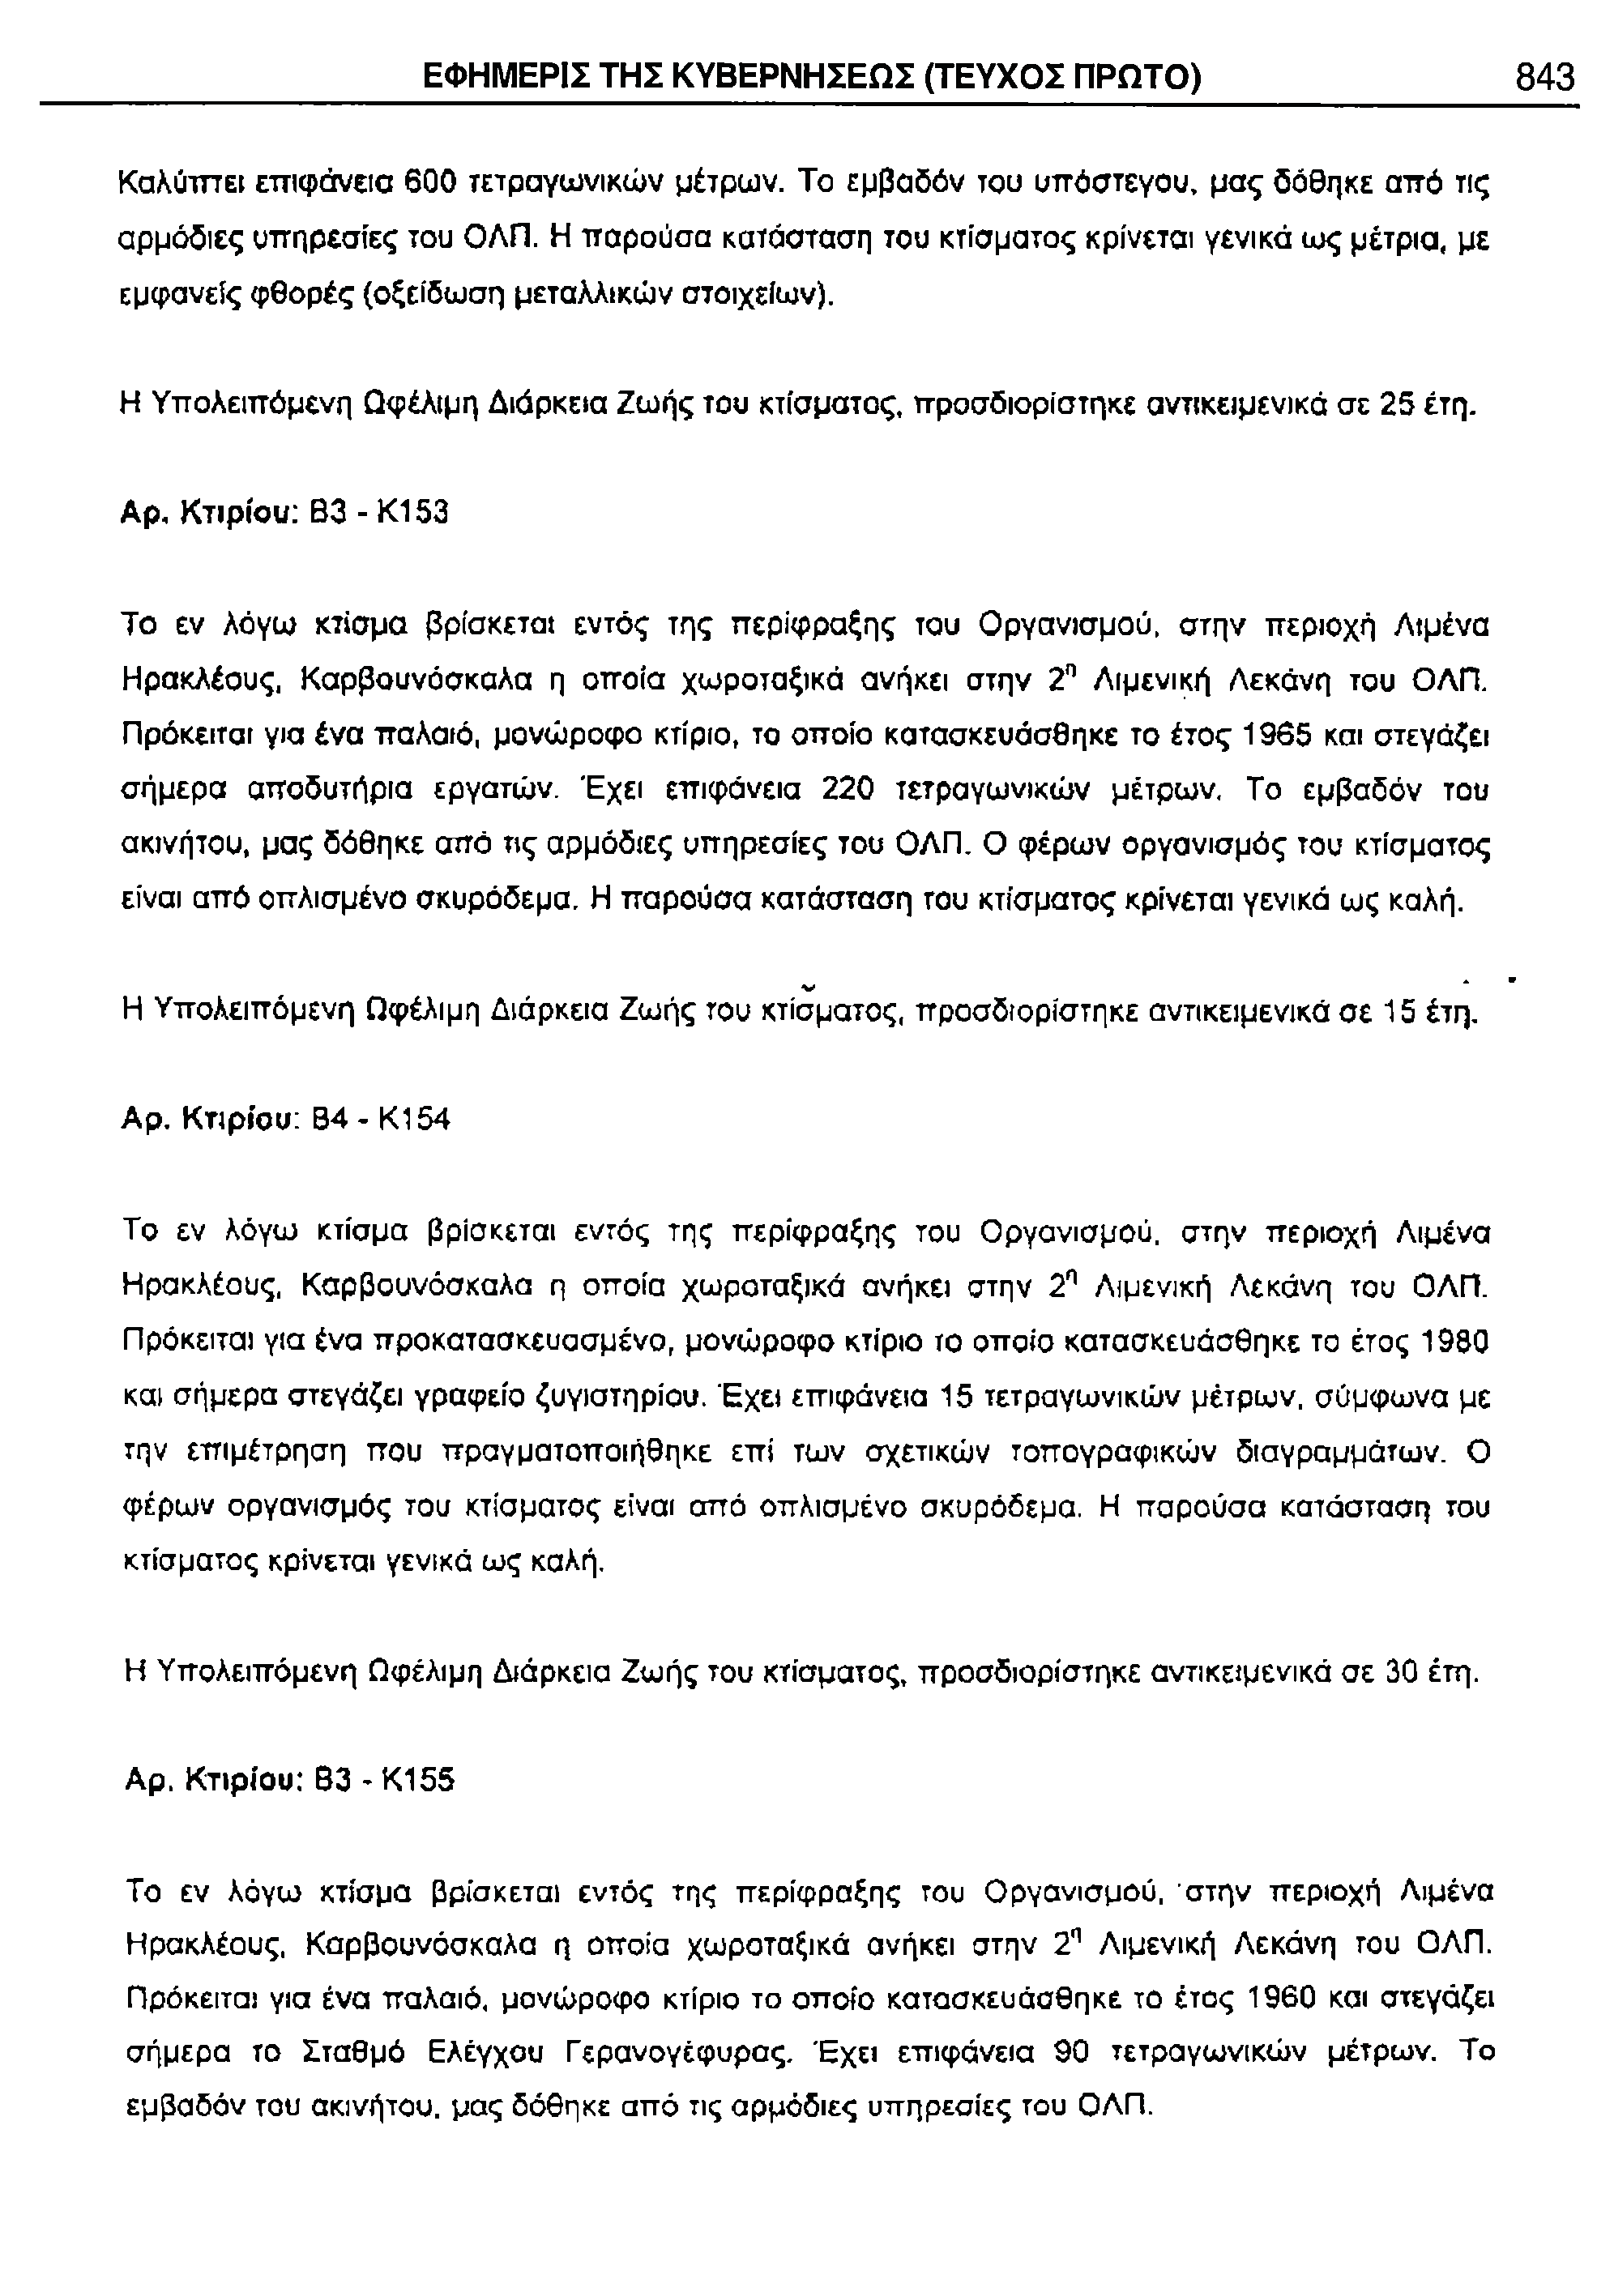 ΕΦΗΜΕΡΙΣ ΤΗΣ ΚΥΒΕΡΝΗΣΕΩΣ (ΤΕΥΧΟΣ ΠΡΩΤΟ) 843
Καλύπτει επιφάνεια 600 τετραγωνικών μέτρων. Το εμβαδόν του υπόστεγου, μας δόθηκε από τις
αρμόδιες υπηρεσίες του ΟΛΠ. Η παρούσα κατάσταση του κτίσματος κρίνεται γενικά ως μέτρια, με
εμφανείς φθορές (οξείδωση μεταλλικών στοιχείων).
Η Υπολειπόμενη Ωφέλιμη Διάρκεια Ζωής του κτίσματος, προσδιορίστηκε αντικειμενικά σε 25 έτη.
Αρ. Κτιρίου: Β3 - Κ153
Το εν λόγω κτίσμα βρίσκεται εντός της περίφραξης του Οργανισμού, στην περιοχή Λιμένα
Ηρακλέους, Καρβουνόσκαλα η οποία χωροταξικά ανήκει στην 2η Λιμενική Λεκάνη του ΟΛΠ.
Πρόκειται για ένα παλαιό, μονώροφο κτίριο, το οποίο κατασκευάσθηκε το έτος 1965 και στεγάζει
σήμερα αποδυτήρια εργατών. Έχει επιφάνεια 220 τετραγωνικών μέτρων. Το εμβαδόν του
ακινήτου, μας δόθηκε από τις αρμόδιες υπηρεσίες του ΟΛΠ. Ο φέρων οργανισμός του κτίσματος
είναι από οπλισμένο σκυρόδεμα. Η παρούσα κατάσταση του κτίσματος κρίνεται γενικά ως καλή.
Η Υπολειπόμενη Ωφέλιμη Διάρκεια Ζωής του κτίσματος, προσδιορίστηκε αντικειμενικά σε 15 έτη.
Αρ. Κτιρίου: Β4 - Κ154
Το εν λόγω κτίσμα βρίσκεται εντός της περίφραξης του Οργανισμού, στην περιοχή Λιμένα
Ηρακλέους, Καρβουνόσκαλα η οποία χωροταξικά ανήκει στην 2η Λιμενική Λεκάνη του ΟΛΠ.
Πρόκειται για ένα προκατασκευασμένο, μονώροφο κτίριο το οποίο κατασκευάσθηκε το έτος 1980
και σήμερα στεγάζει γραφείο ζυγιστηρίου. Έχει επιφάνεια 15 τετραγωνικών μέτρων, σύμφωνα με
την επιμέτρηση που πραγματοποιήθηκε επί των σχετικών τοπογραφικών διαγραμμάτων. Ο
φέρων οργανισμός του κτίσματος είναι από οπλισμένο σκυρόδεμα. Η παρούσα κατάσταση του
κτίσματος κρίνεται γενικά ως καλή.
Η Υπολειπόμενη Ωφέλιμη Διάρκεια Ζωής του κτίσματος, προσδιορίστηκε αντικειμενικά σε 30 έτη.
Αρ. Κτιρίου: Β3 - Κ155
Το εν λόγω κτίσμα βρίσκεται εντός της περίφραξης του Οργανισμού, στην περιοχή Λιμένα
Ηρακλέους, Καρβουνόσκαλα η οποία χωροταξικά ανήκει στην 2η Λιμενική Λεκάνη του ΟΛΠ.
Πρόκειται για ένα παλαιό, μονώροφο κτίριο το οποίο κατασκευάσθηκε το έτος 1960 και στεγάζει
σήμερα το Σταθμό Ελέγχου Γερανογέφυρας. Έχει επιφάνεια 90 τετραγωνικών μέτρων. Το
εμβαδόν του ακινήτου, μας δόθηκε από τις αρμόδιες υπηρεσίες του ΟΛΠ.